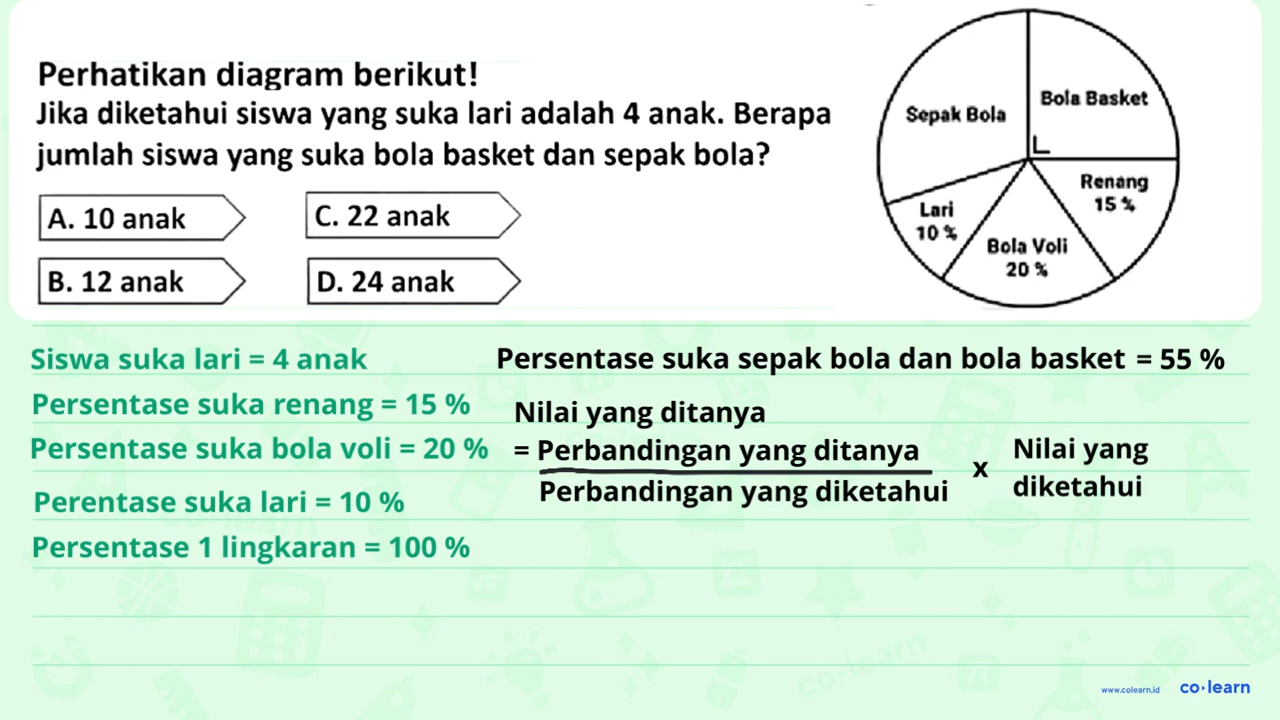 Perhatikan diagram berikut!
Jika diketahui siswa yang suka lari adalah 4 anak. Berapa
jumlah siswa yang suka bola basket dan sepak bola?
A. 10 anak
C. 22 anak
B. 12 anak
D. 24 anak
Sepak Bola
Bola Basket
Renang
15 %
Lari
10 %
Bola Voli
20 %
Siswa suka lari = 4 anak
Persentase suka renang = 15 %
Persentase suka bola voli = 20 %
Perentase suka lari = 10 %
Persentase 1 lingkaran = 100 %
Persentase suka sepak bola dan bola basket = 55 %
Nilai yang ditanya
= Perbandingan yang ditanya
Perbandingan yang diketahui
x
Nilai yang
diketahui
www.colearn.id
co·learn